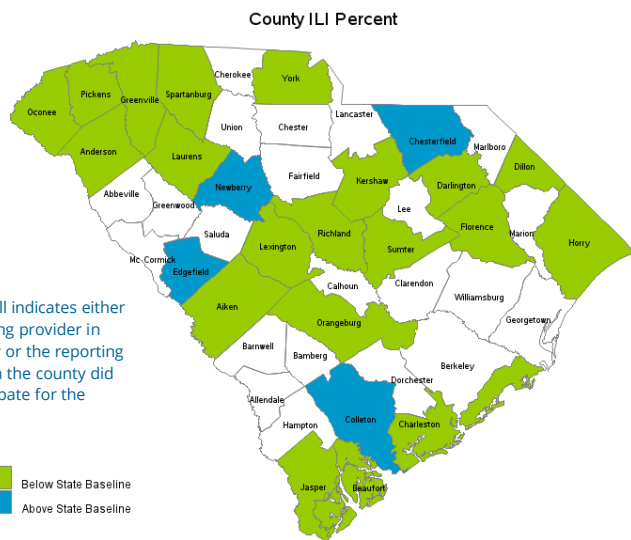 County ILI Percent
Cherokee
York
Pickens
Spartanburg
Greenville
Oconee
Lancaster
Union
Chester
Chesterfield
Marlboro
Anderson
Laurens
Dillon
Fairfield
Kershaw
Newberry
Darlington
Abbeville
Greenwood
Lee
Florence
Marion
Saluda
Richland
Horry
Lexington
Sumter
Mc Cormick
Edgefield
Calhoun
Clarendon
Williamsburg
Aiken
Georgetown
Orangeburg
Barnwell
Bamberg
Berkeley
Dorchester
Allendale
Colleton
Charleston
Hampton
Jasper
Beaufort
ll indicates either
ng provider in
or the reporting
the county did
pate for the
Below State Baseline
Above State Baseline